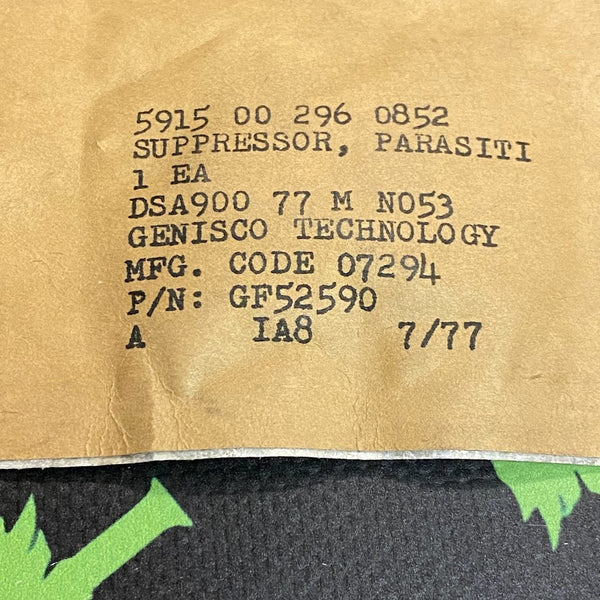 5915 00 296 0852
SUPPRESSOR, PARASITI
1 EA
DSA900 77 M N053
GENISCO TECHNOLOGY
MFG. CODE 07294
P/N: GF52590
A IA8 7/77